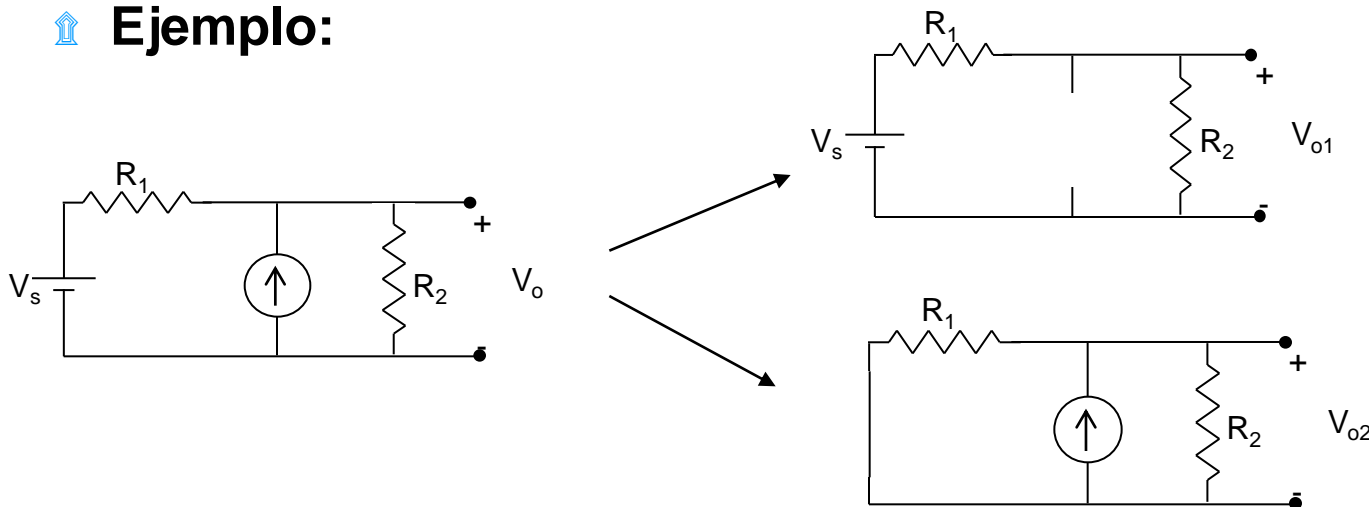 Ejemplo:
R₁
Vₛ
R₂
+
-
Vₒ
R₁
Vₛ
R₂
+
-
Vₒ₁
R₁
R₂
+
-
Vₒ₂